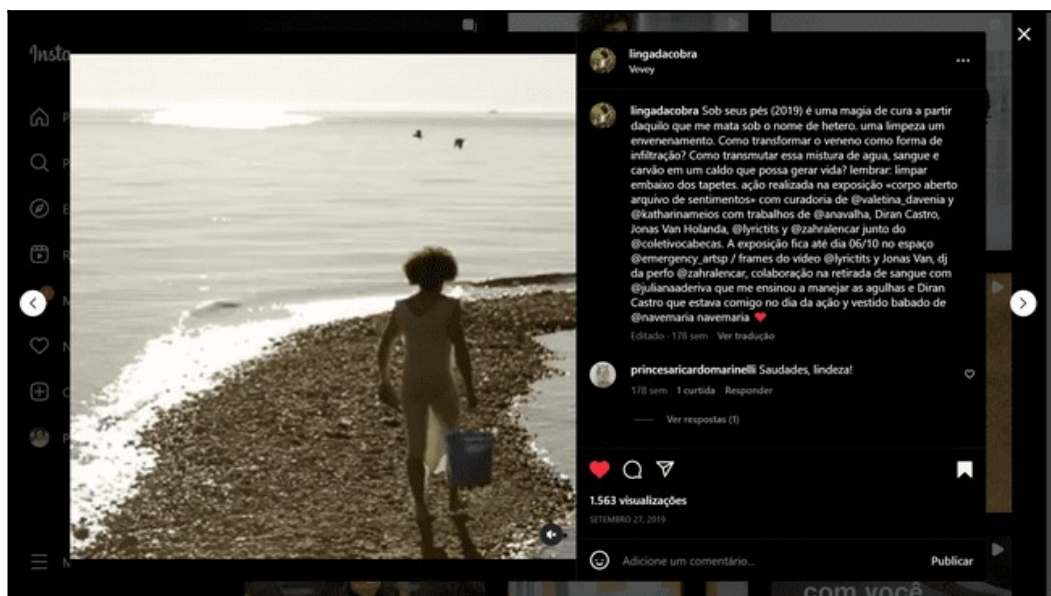 Insta
lingadacobra
Vevey
lingadacobra Sob seus pés (2019) é uma magia de cura a partir
daquilo que me mata sob o nome de hetero. uma limpeza um
envenenamento. Como transformar o veneno como forma de
infiltração? Como transmutar essa mistura de agua, sangue e
carvão em um caldo que possa gerar vida? lembrar: limpar
embaixo dos tapetes. ação realizada na exposição «corpo aberto
arquivo de sentimentos» com curadoria de @valetina_davenia y
@katharinameios com trabalhos de @anavalha, Diran Castro,
Jonas Van Holanda, @lyrictits y @zahralencar junto do
@coletivocabecas. A exposição fica até dia 06/10 no espaço
@emergency_artsp / frames do vídeo @lyrictits y Jonas Van, dj
da perfo @zahralencar, colaboração na retirada de sangue com
@julianaaderiva que me ensinou a manejar as agulhas e Diran
Castro que estava comigo no dia da ação y vestido babado de
@navemaria navemaria ❤️
Editado · 178 sem Ver tradução
princesaricardomarinelli Saudades, lindeza!
178 sem 1 curtida Responder
Ver respostas (1)
1.563 visualizações
SETEMBRO 27, 2019
Adicione um comentário... Publicar
com você